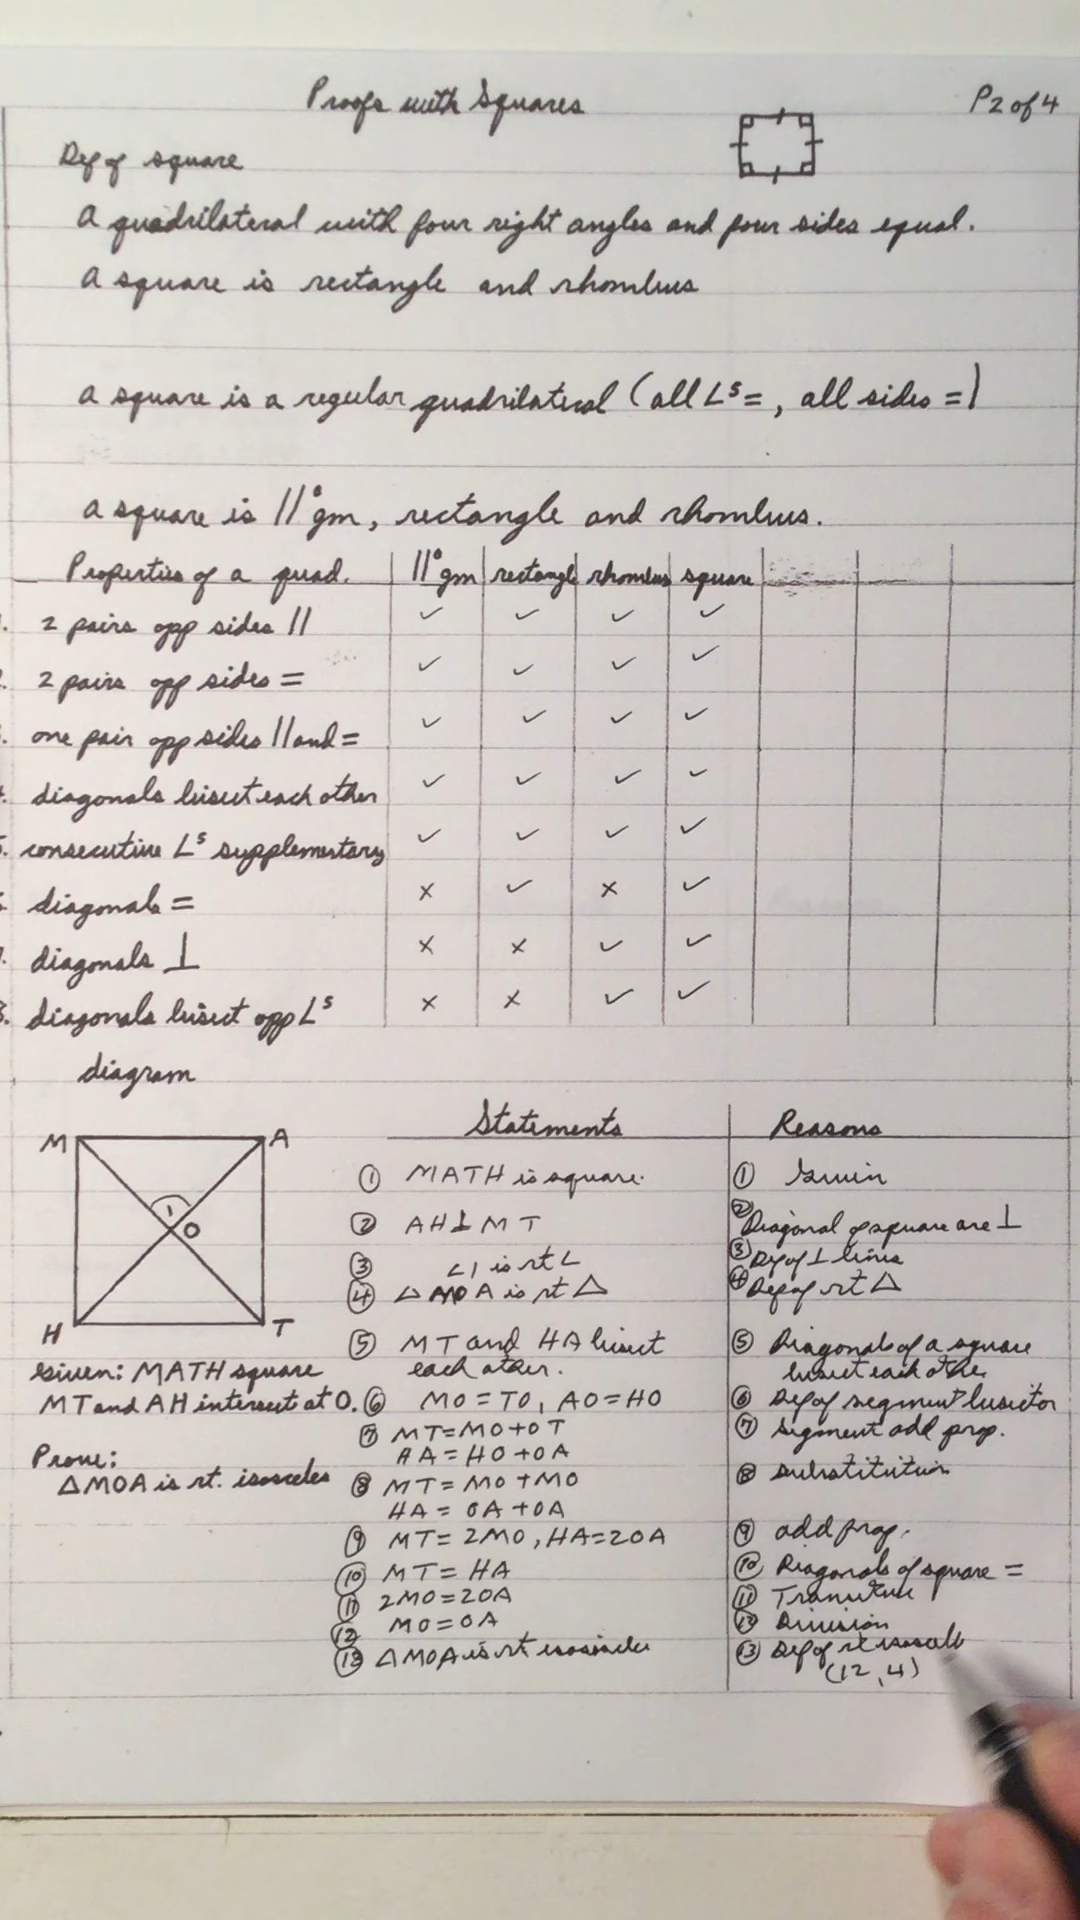 Proofs with Squares
P2 of 4
Def of square
A quadrilateral with four right angles and four sides equal.
A square is rectangle and rhombus
A square is a regular quadrilateral (all ∠s =, all sides =)
A square is //°gm, rectangle and rhombus.
Properties of a quad. //°gm rectangle rhombus square
1. 2 pairs opp sides // ✓ ✓ ✓ ✓
2. 2 pairs opp sides = ✓ ✓ ✓ ✓
3. one pair opp sides // and = ✓ ✓ ✓ ✓
4. diagonals bisect each other ✓ ✓ ✓ ✓
5. consecutive ∠s supplementary ✓ ✓ ✓ ✓
6. diagonals = × ✓ × ✓
7. diagonals ⊥ × × ✓ ✓
8. diagonals bisect opp ∠s × × ✓ ✓
diagram
M A
1 O
H T
Given: MATH square
MT and AH intersect at O.
Prove:
△MOA is rt. isosceles
Statements Reasons
① MATH is square. ① Given
② AH ⊥ MT ② Diagonal of square are ⊥
③ ∠1 is rt ∠ ③ Def of ⊥ lines
④ △MOA is rt △ ④ Def of rt △
⑤ MT and HA bisect ⑤ Diagonals of a square
each other. bisect each other
⑥ MO = TO, AO = HO ⑥ Def of segment bisector
⑦ MT = MO + OT ⑦ Segment add prop.
HA = HO + OA
⑧ MT = MO + MO ⑧ Substitution
HA = OA + OA
⑨ MT = 2MO, HA = 2OA ⑨ add prop.
⑩ MT = HA ⑩ Diagonals of square =
⑪ 2MO = 2OA ⑪ Transitive
⑫ MO = OA ⑫ Division
⑬ △MOA is rt isosceles ⑬ Def of rt
(12, 4)